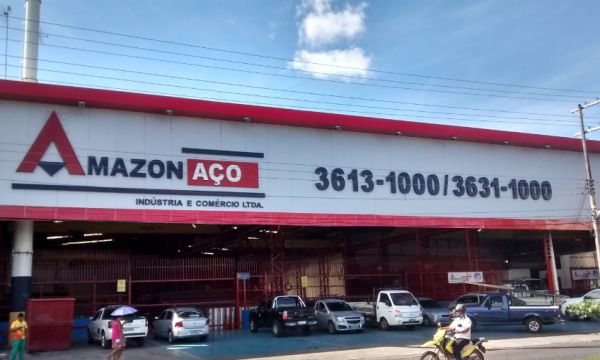 AMAZON AÇO
INDÚSTRIA E COMÉRCIO LTDA.
3613-1000/3631-1000